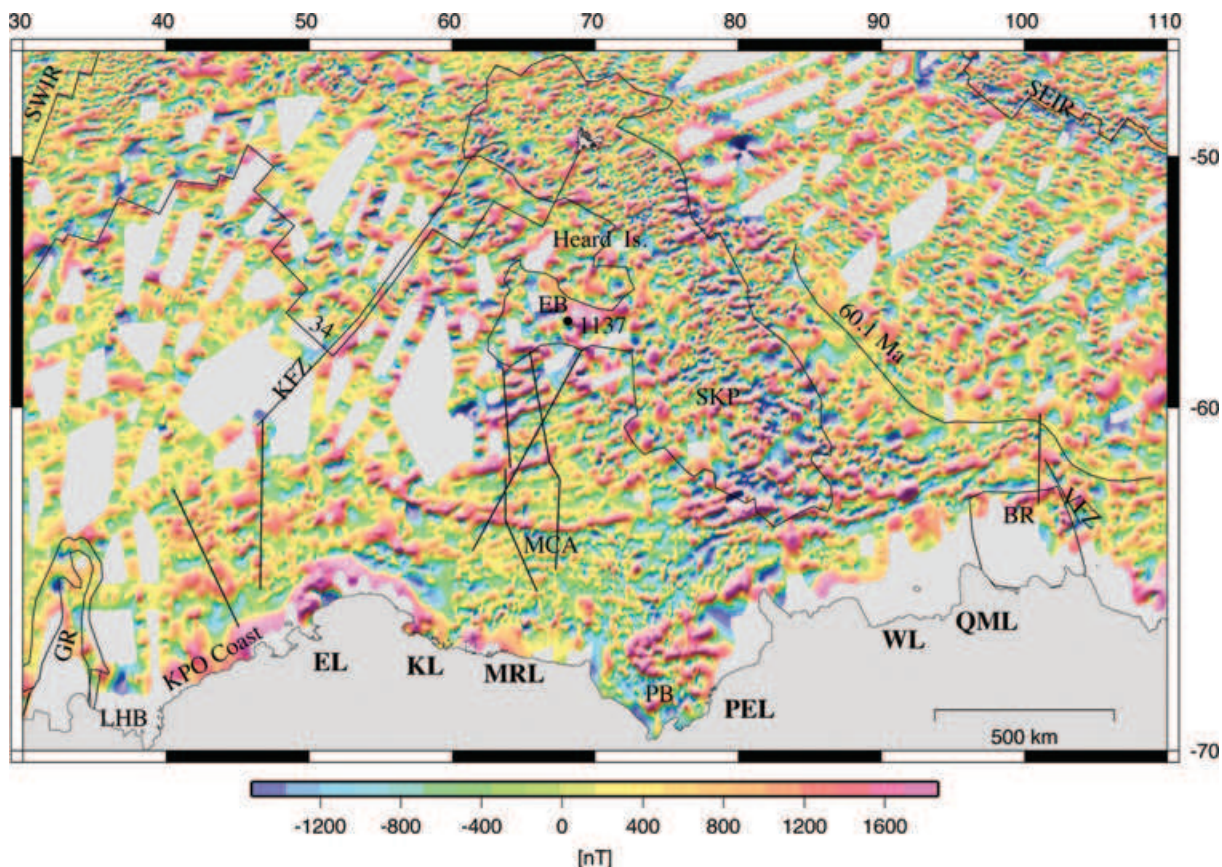 30 40 50 60 70 80 90 100 110
SWIR
SEIR
-50
Heard Is.
EB
1137
34
60.1 Ma
KFZ
SKP
-60
MCA
BR
VFZ
GR
KPO Coast
EL
KL
MRL
WL
QML
PB
PEL
LHB
500 km
-70
-1200 -800 -400 0 400 800 1200 1600
[nT]